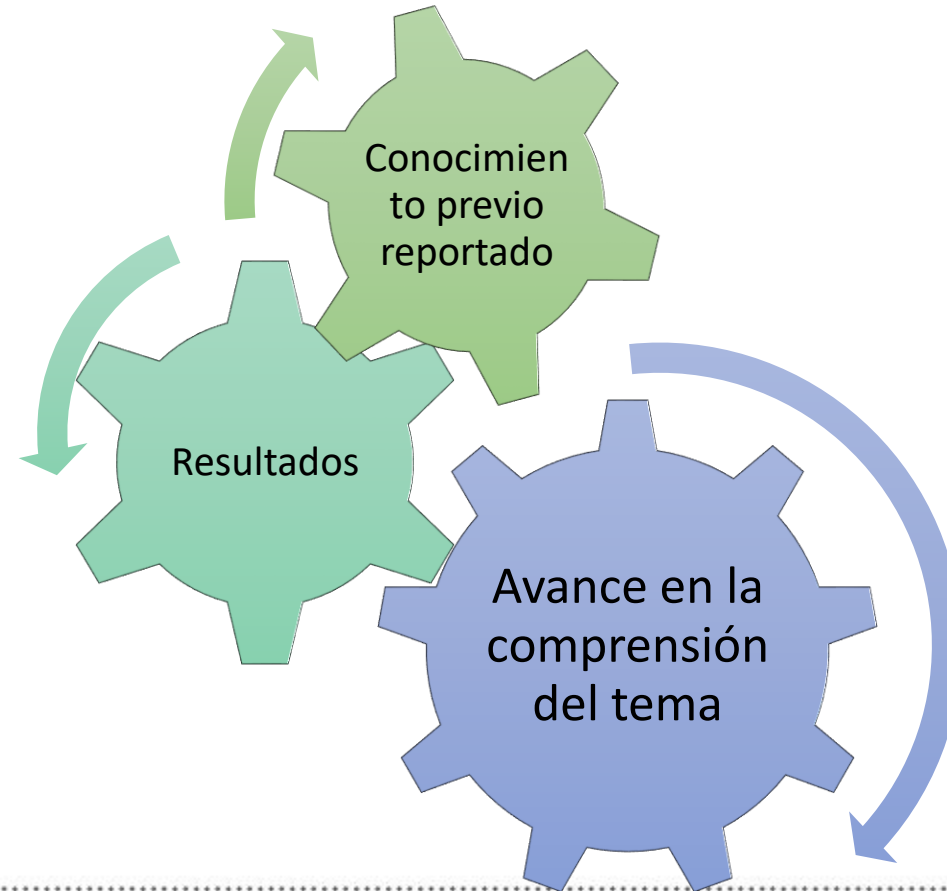 Conocimien
to previo
reportado
Resultados
Avance en la
comprensión
del tema